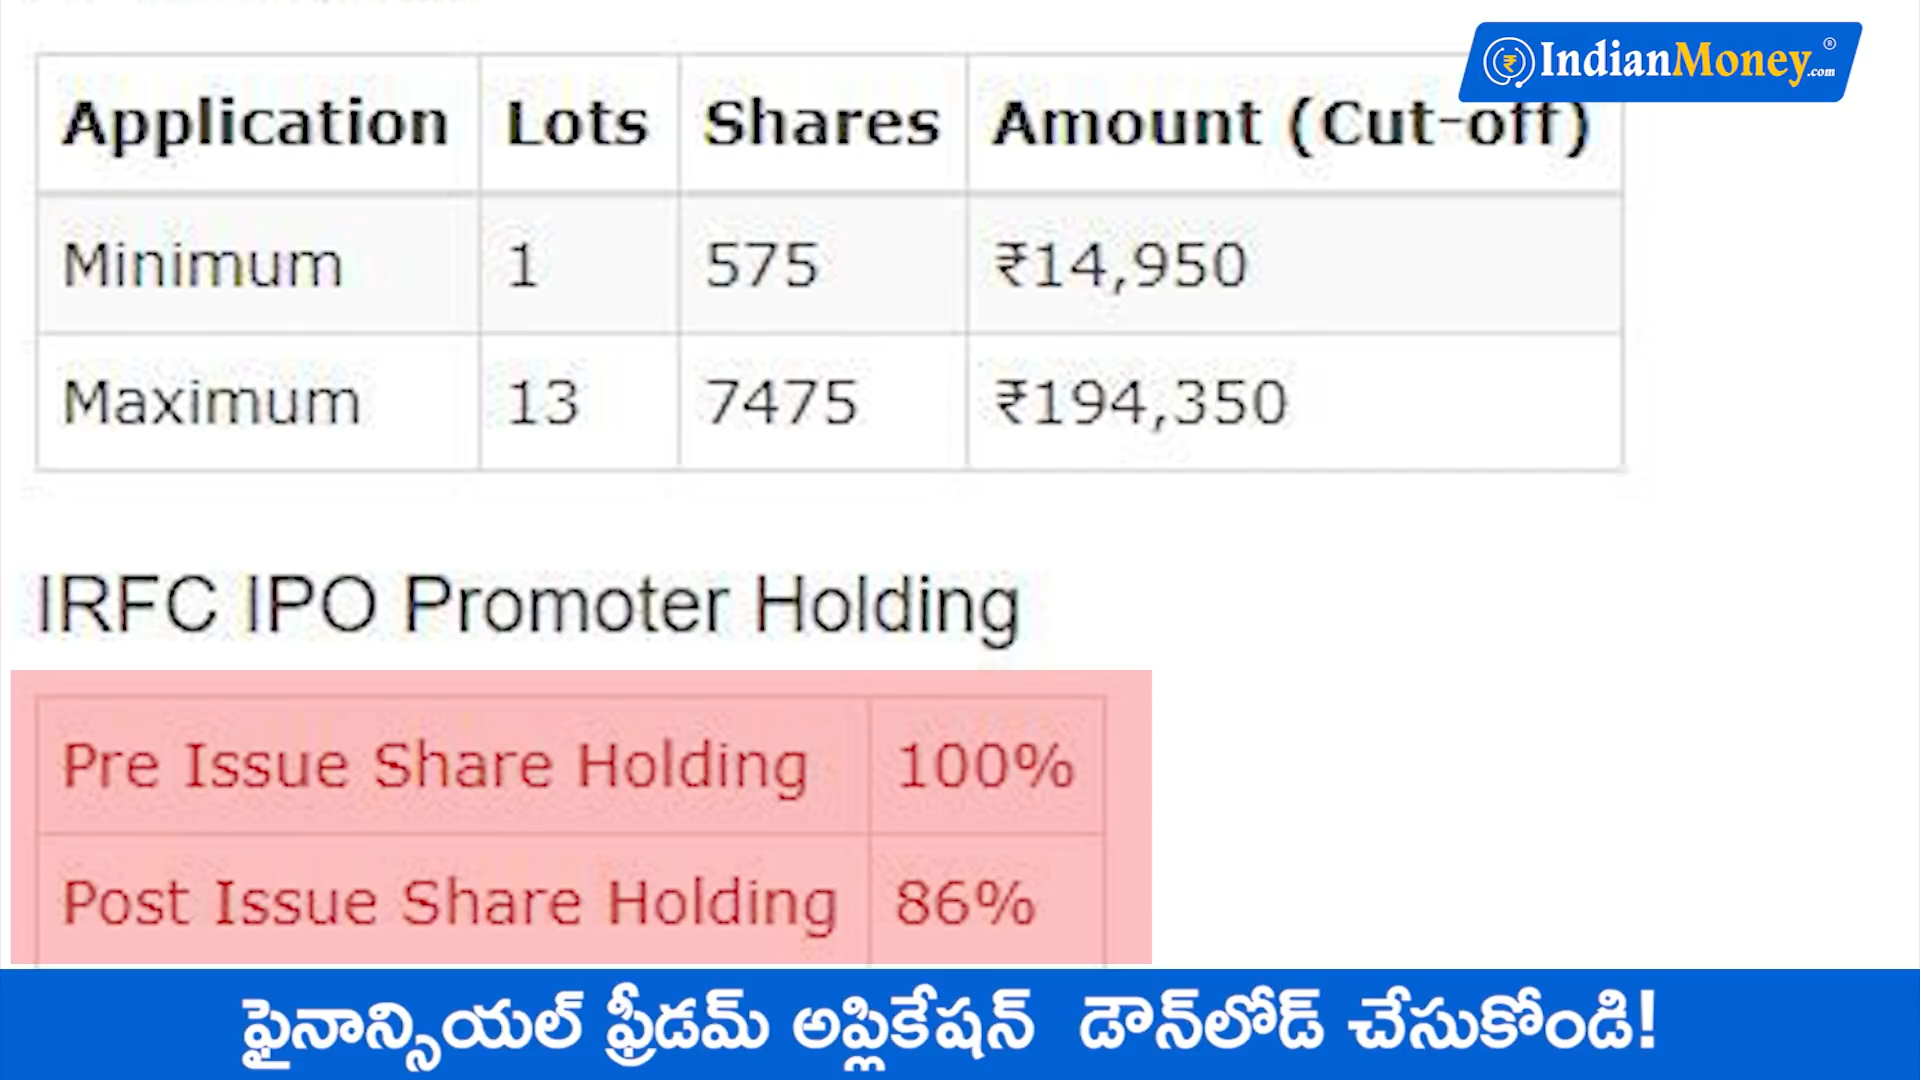 IndianMoney.com
Application Lots Shares Amount (Cut-off)
Minimum 1 575 ₹14,950
Maximum 13 7475 ₹194,350
IRFC IPO Promoter Holding
Pre Issue Share Holding 100%
Post Issue Share Holding 86%
ఫైనాన్సియల్ ఫ్రీడమ్ అప్లికేషన్ డౌన్‌లోడ్ చేసుకోండి!